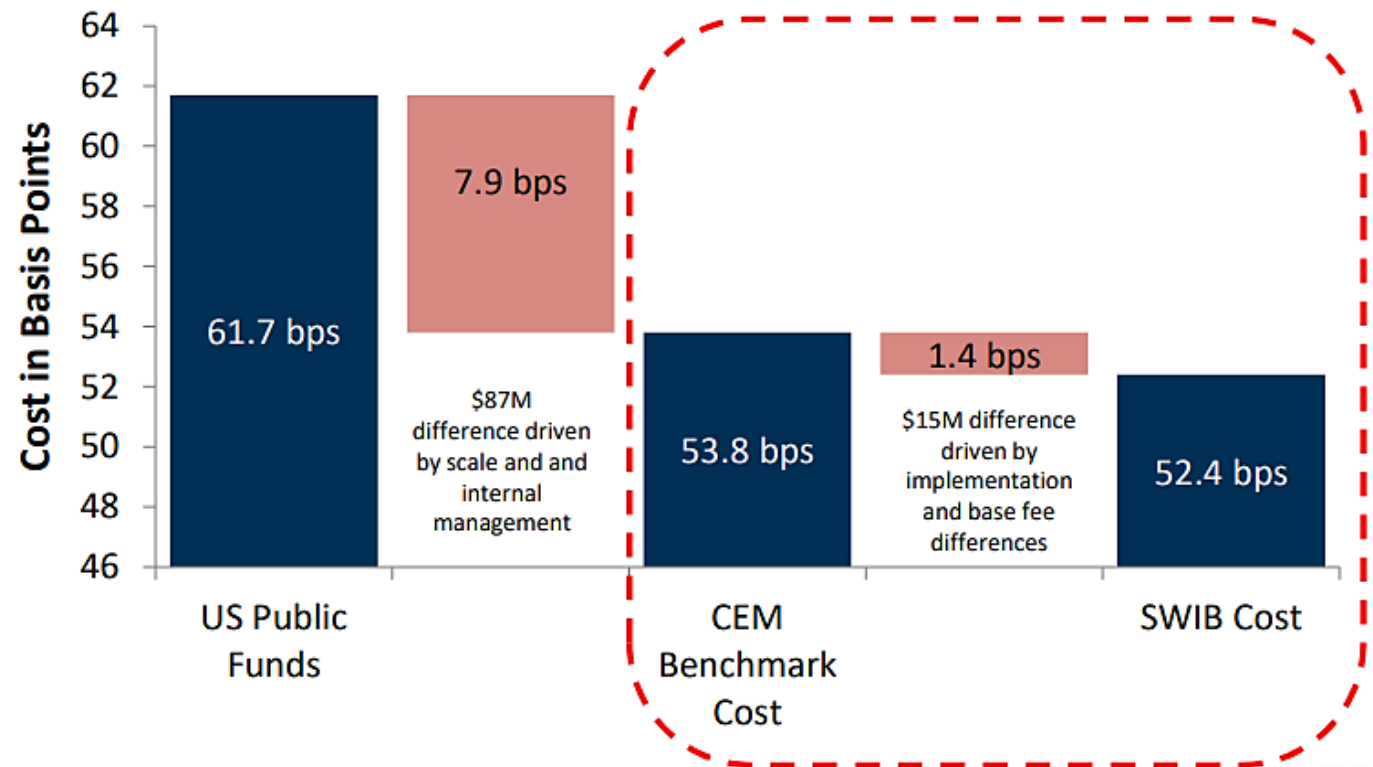 Cost in Basis Points
64
62
60
58
56
54
52
50
48
46
61.7 bps
7.9 bps
$87M
difference driven
by scale and and
internal
management
53.8 bps
1.4 bps
$15M difference
driven by
implementation
and base fee
differences
52.4 bps
US Public
Funds
CEM
Benchmark
Cost
SWIB Cost